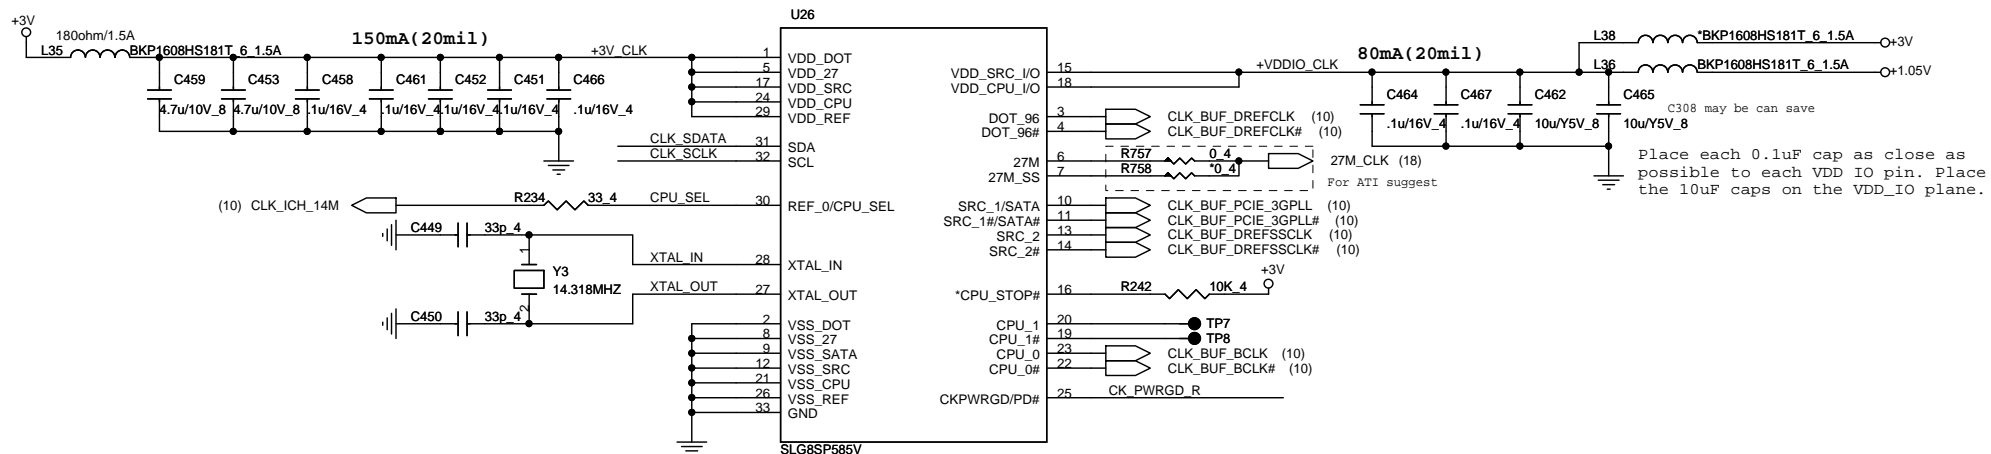 U26
+3V
180ohm/1.5A
L35
BKP1608HS181T_6_1.5A
150mA(20mil)
+3V_CLK
C459
4.7u/10V_8
C453
4.7u/10V_8
C458
.1u/16V_4
C461
.1u/16V_4
C452
.1u/16V_4
C451
.1u/16V_4
C466
.1u/16V_4
CLK_SDATA
CLK_SCLK
(10) CLK_ICH_14M
R234
33_4
CPU_SEL
C449
33p_4
1
XTAL_IN
Y3
14.318MHZ
2
XTAL_OUT
C450
33p_4
1 VDD_DOT
5 VDD_27
17 VDD_SRC
24 VDD_CPU
29 VDD_REF
31 SDA
32 SCL
30 REF_0/CPU_SEL
28 XTAL_IN
27 XTAL_OUT
2 VSS_DOT
8 VSS_27
9 VSS_SATA
12 VSS_SRC
21 VSS_CPU
26 VSS_REF
33 GND
SLG8SP585V
VDD_SRC_I/O 15
VDD_CPU_I/O 18
DOT_96 3 CLK_BUF_DREFCLK (10)
DOT_96# 4 CLK_BUF_DREFCLK# (10)
27M 6 R757 0_4
27M_SS 7 R758 *0_4
27M_CLK (18)
For ATI suggest
SRC_1/SATA 10 CLK_BUF_PCIE_3GPLL (10)
SRC_1#/SATA# 11 CLK_BUF_PCIE_3GPLL# (10)
SRC_2 13 CLK_BUF_DREFSSCLK (10)
SRC_2# 14 CLK_BUF_DREFSSCLK# (10)
+3V
*CPU_STOP# 16 R242 10K_4
CPU_1 20 TP7
CPU_1# 19 TP8
CPU_0 23 CLK_BUF_BCLK (10)
CPU_0# 22 CLK_BUF_BCLK# (10)
CKPWRGD/PD# 25 CK_PWRGD_R
+VDDIO_CLK
80mA(20mil)
L38
*BKP1608HS181T_6_1.5A
+3V
L36
BKP1608HS181T_6_1.5A
+1.05V
C464
.1u/16V_4
C467
.1u/16V_4
C462
10u/Y5V_8
C465
10u/Y5V_8
C308 may be can save
Place each 0.1uF cap as close as
possible to each VDD IO pin. Place
the 10uF caps on the VDD_IO plane.